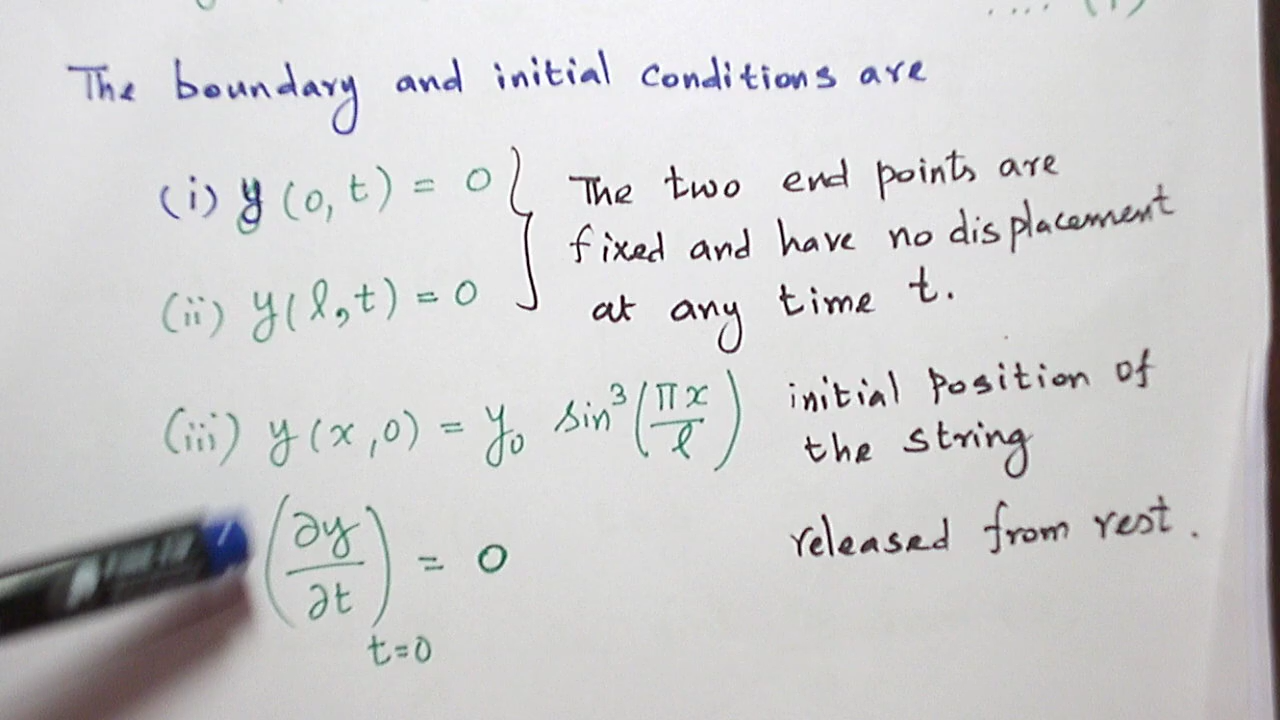 .... (1)
The boundary and initial conditions are
(i) y(0, t) = 0 } The two end points are
fixed and have no displacement
(ii) y(l, t) = 0 at any time t.
(iii) y(x, 0) = y₀ sin³(πx/l) initial position of
the string
(∂y/∂t)t=0 = 0 released from rest.